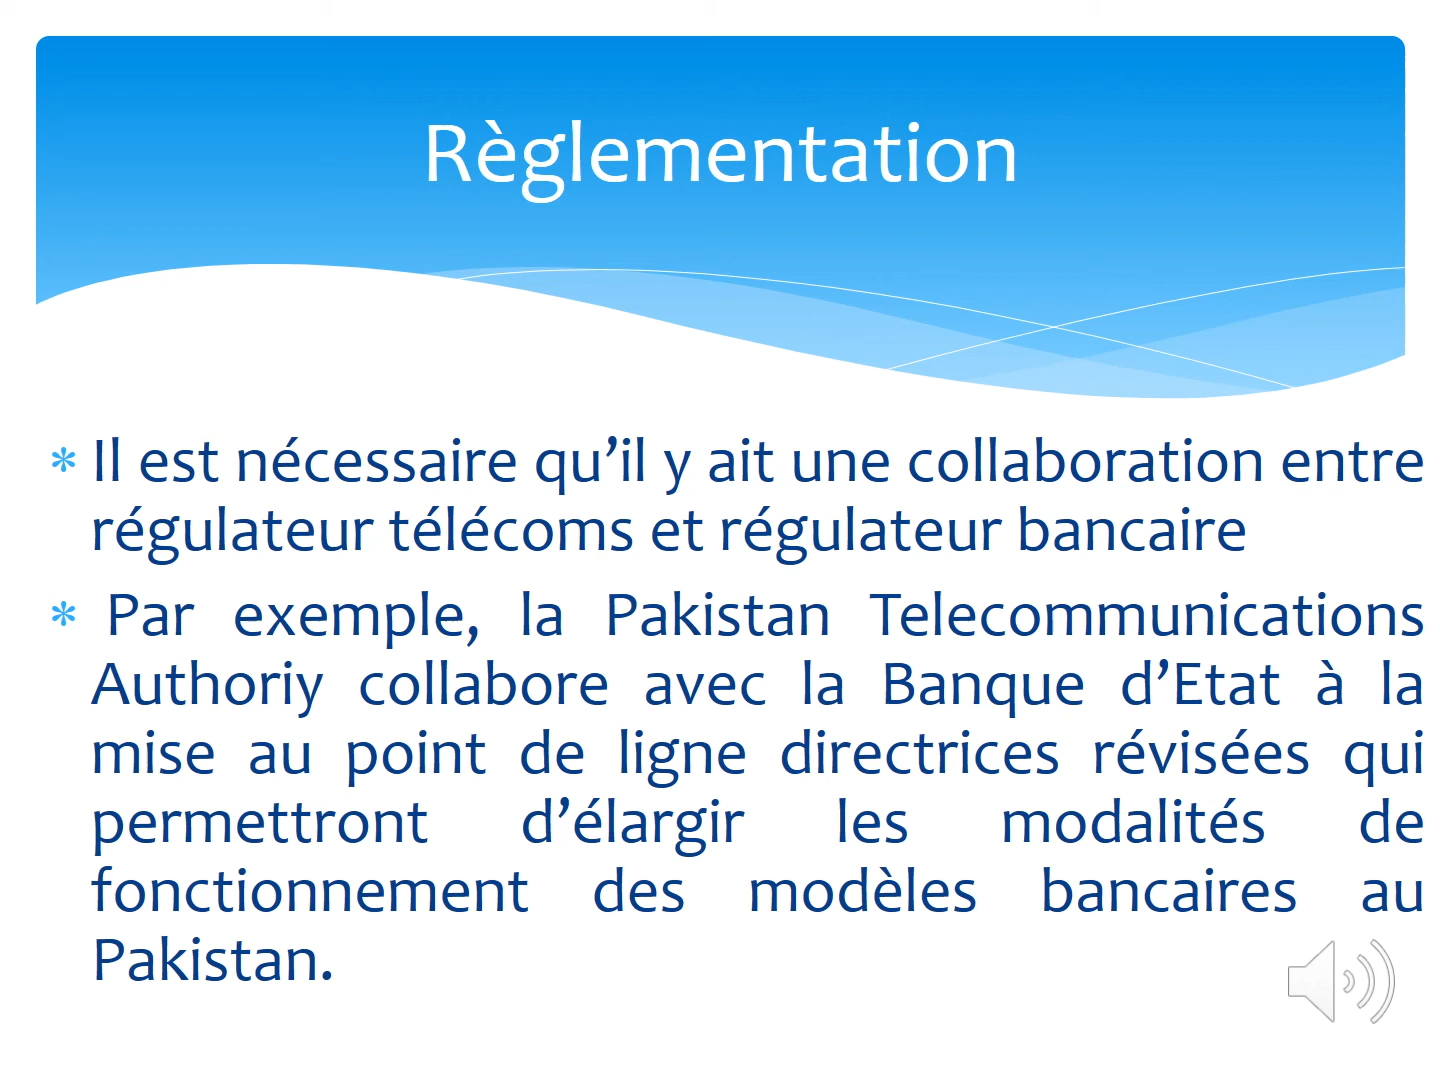 Règlementation
* Il est nécessaire qu’il y ait une collaboration entre
régulateur télécoms et régulateur bancaire
* Par exemple, la Pakistan Telecommunications
Authoriy collabore avec la Banque d’Etat à la
mise au point de ligne directrices révisées qui
permettront d’élargir les modalités de
fonctionnement des modèles bancaires au
Pakistan.